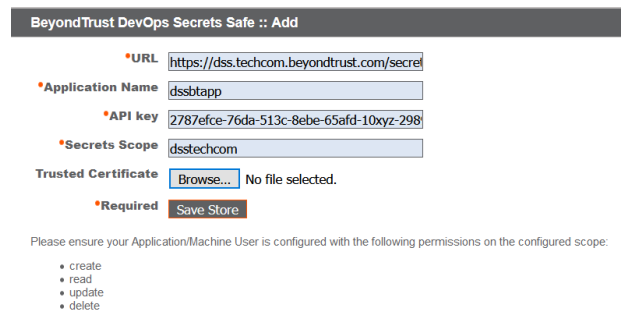 BeyondTrust DevOps Secrets Safe :: Add
*URL https://dss.techcom.beyondtrust.com/secret
*Application Name dssbtapp
*API key 2787efce-76da-513c-8ebe-65afd-10xyz-298
*Secrets Scope dsstechcom
Trusted Certificate Browse... No file selected.
*Required Save Store
Please ensure your Application/Machine User is configured with the following permissions on the configured scope:
• create
• read
• update
• delete